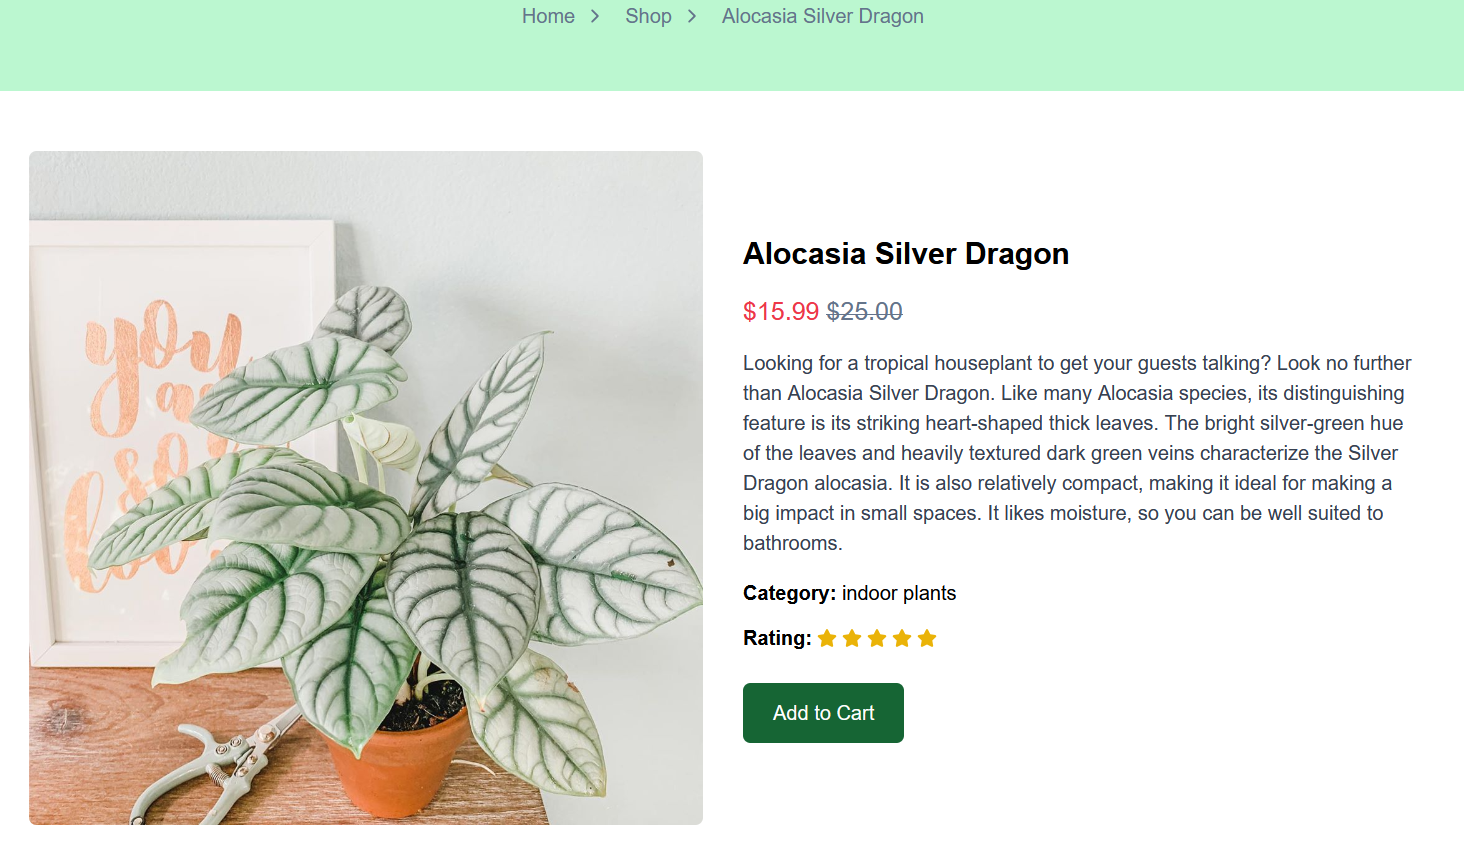 Home > Shop > Alocasia Silver Dragon
you
are
so
loved
Alocasia Silver Dragon
$15.99 $25.00
Looking for a tropical houseplant to get your guests talking? Look no further
than Alocasia Silver Dragon. Like many Alocasia species, its distinguishing
feature is its striking heart-shaped thick leaves. The bright silver-green hue
of the leaves and heavily textured dark green veins characterize the Silver
Dragon alocasia. It is also relatively compact, making it ideal for making a
big impact in small spaces. It likes moisture, so you can be well suited to
bathrooms.
Category: indoor plants
Rating:
Add to Cart